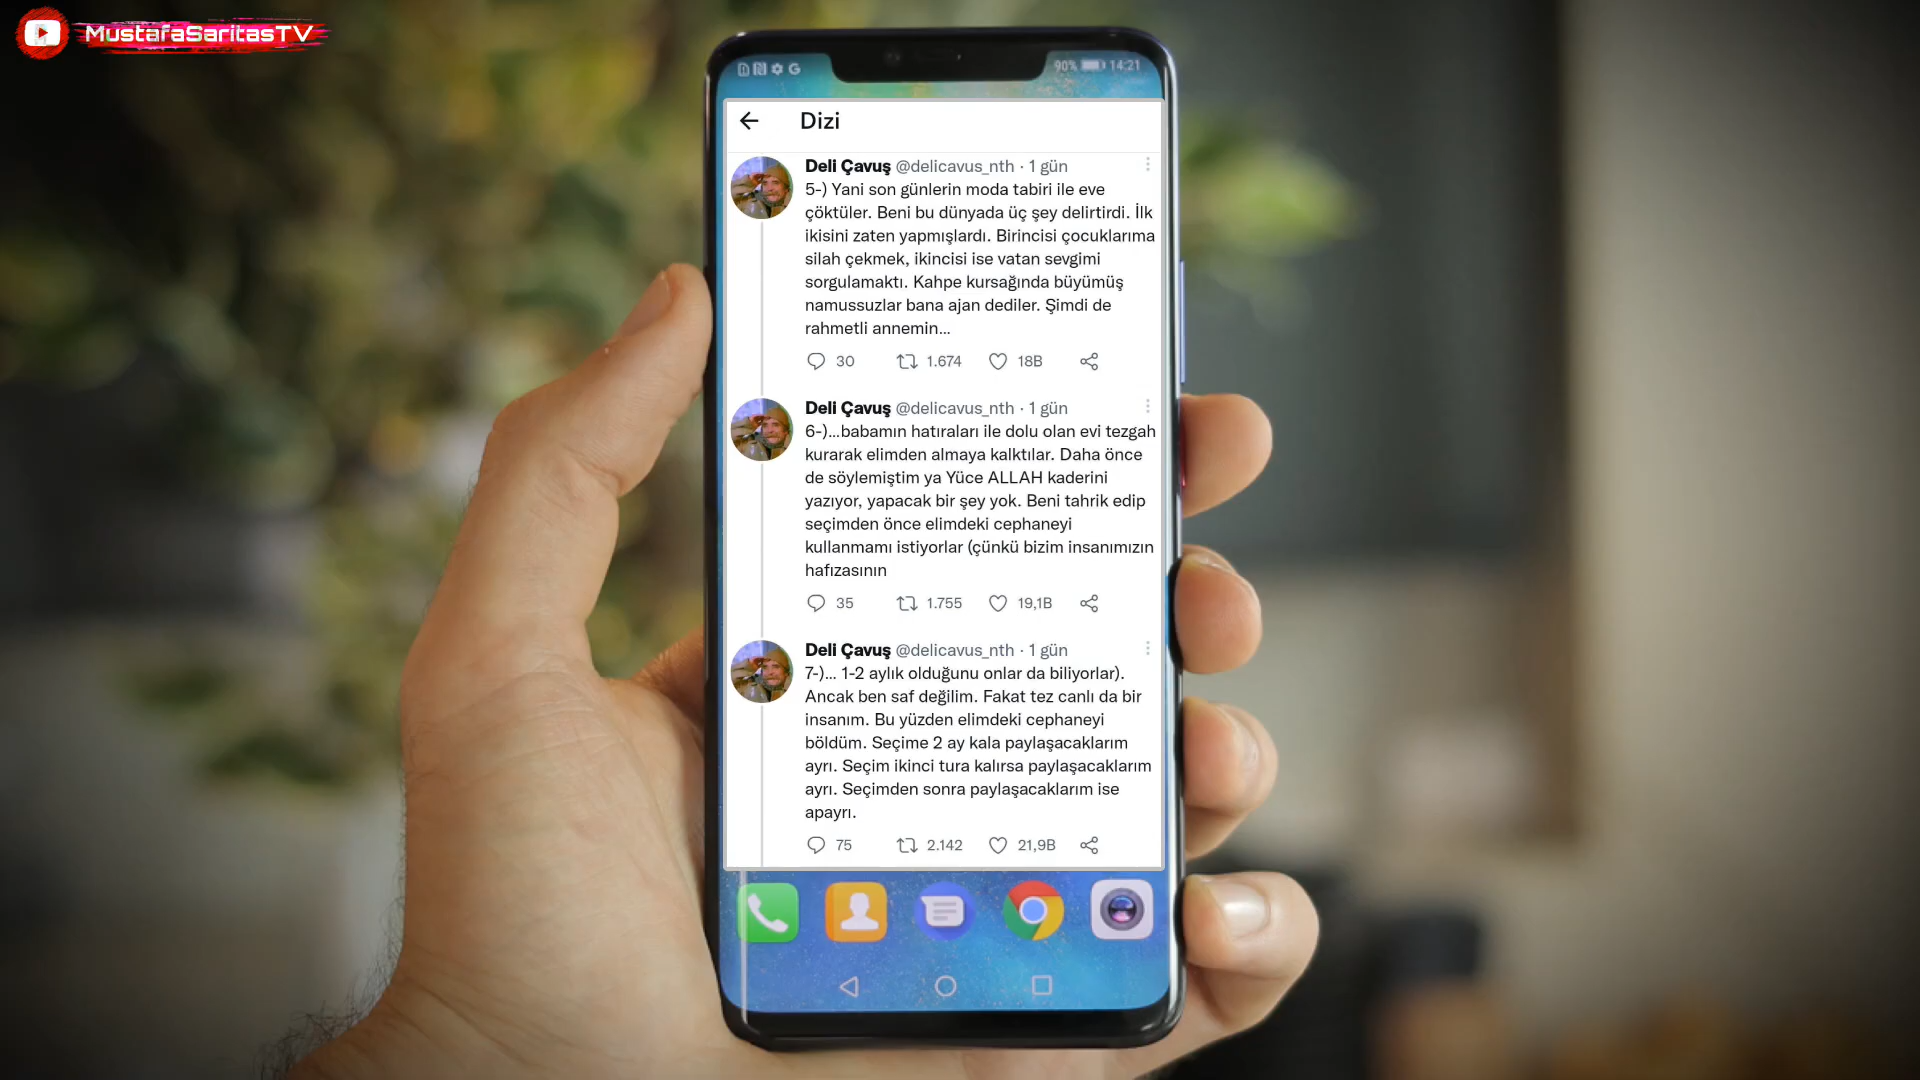 MustafaSaritasTV
90% 14:21
Dizi
Deli Çavuş @delicavus_nth · 1 gün
5-) Yani son günlerin moda tabiri ile eve
çöktüler. Beni bu dünyada üç şey delirtirdi. İlk
ikisini zaten yapmışlardı. Birincisi çocuklarıma
silah çekmek, ikincisi ise vatan sevgimi
sorgulamaktı. Kahpe kursağında büyümüş
namussuzlar bana ajan dediler. Şimdi de
rahmetli annemin...
30 1.674 18B
Deli Çavuş @delicavus_nth · 1 gün
6-)...babamın hatıraları ile dolu olan evi tezgah
kurarak elimden almaya kalktılar. Daha önce
de söylemiştim ya Yüce ALLAH kaderini
yazıyor, yapacak bir şey yok. Beni tahrik edip
seçimden önce elimdeki cephaneyi
kullanmamı istiyorlar (çünkü bizim insanımızın
hafızasının
35 1.755 19,1B
Deli Çavuş @delicavus_nth · 1 gün
7-)... 1-2 aylık olduğunu onlar da biliyorlar).
Ancak ben saf değilim. Fakat tez canlı da bir
insanım. Bu yüzden elimdeki cephaneyi
böldüm. Seçime 2 ay kala paylaşacaklarım
ayrı. Seçim ikinci tura kalırsa paylaşacaklarım
ayrı. Seçimden sonra paylaşacaklarım ise
apayrı.
75 2.142 21,9B